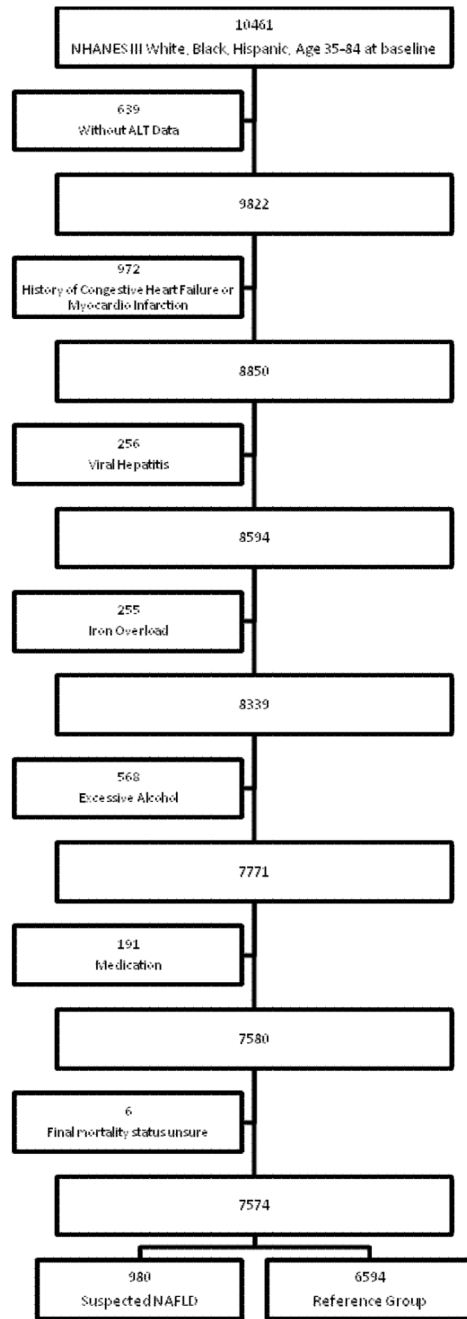 10461
NHANES III White, Black, Hispanic, Age 35-84 at baseline
639
Without ALT Data
9822
972
History of Congestive Heart Failure or
Myocardio Infarction
8850
256
Viral Hepatitis
8594
255
Iron Overload
8339
568
Excessive Alcohol
7771
191
Medication
7580
6
Final mortality status unsure
7574
980
Suspected NAFLD
6594
Reference Group